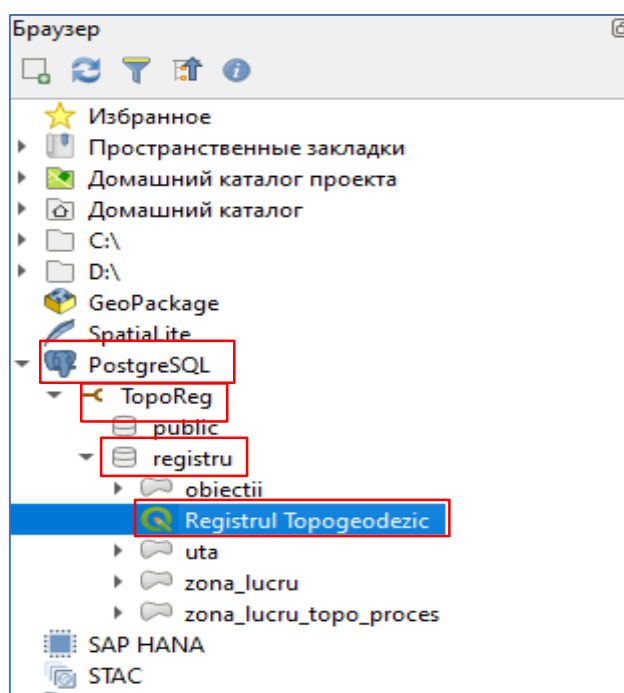 Браузер
Избранное
Пространственные закладки
Домашний каталог проекта
Домашний каталог
C:\
D:\
GeoPackage
SpatiaLite
PostgreSQL
TopoReg
public
registru
obiectii
Registrul Topogeodezic
uta
zona_lucru
zona_lucru_topo_proces
SAP HANA
STAC